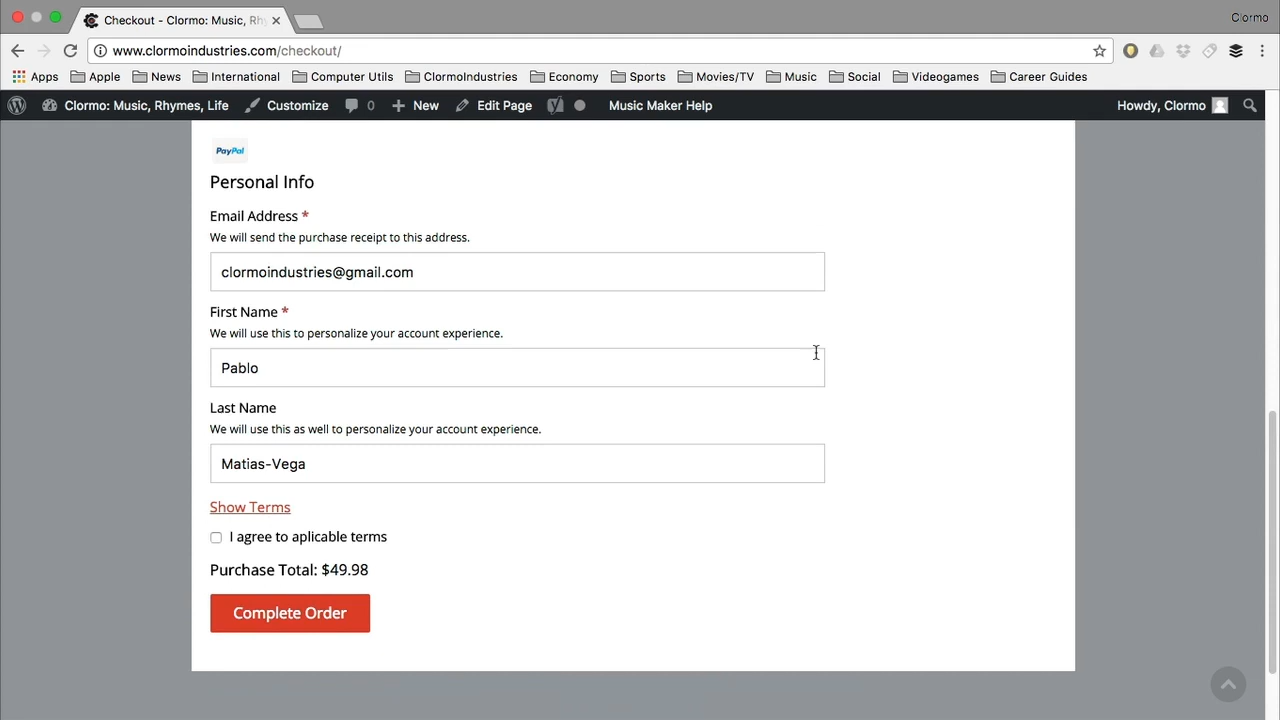 Checkout - Clormo: Music, Rhy
Clormo
www.clormoindustries.com/checkout/
Apps Apple News International Computer Utils ClormoIndustries Economy Sports Movies/TV Music Social Videogames Career Guides
Clormo: Music, Rhymes, Life Customize 0 New Edit Page Music Maker Help Howdy, Clormo
PayPal
Personal Info
Email Address *
We will send the purchase receipt to this address.
clormoindustries@gmail.com
First Name *
We will use this to personalize your account experience.
Pablo
Last Name
We will use this as well to personalize your account experience.
Matias-Vega
Show Terms
I agree to aplicable terms
Purchase Total: $49.98
Complete Order